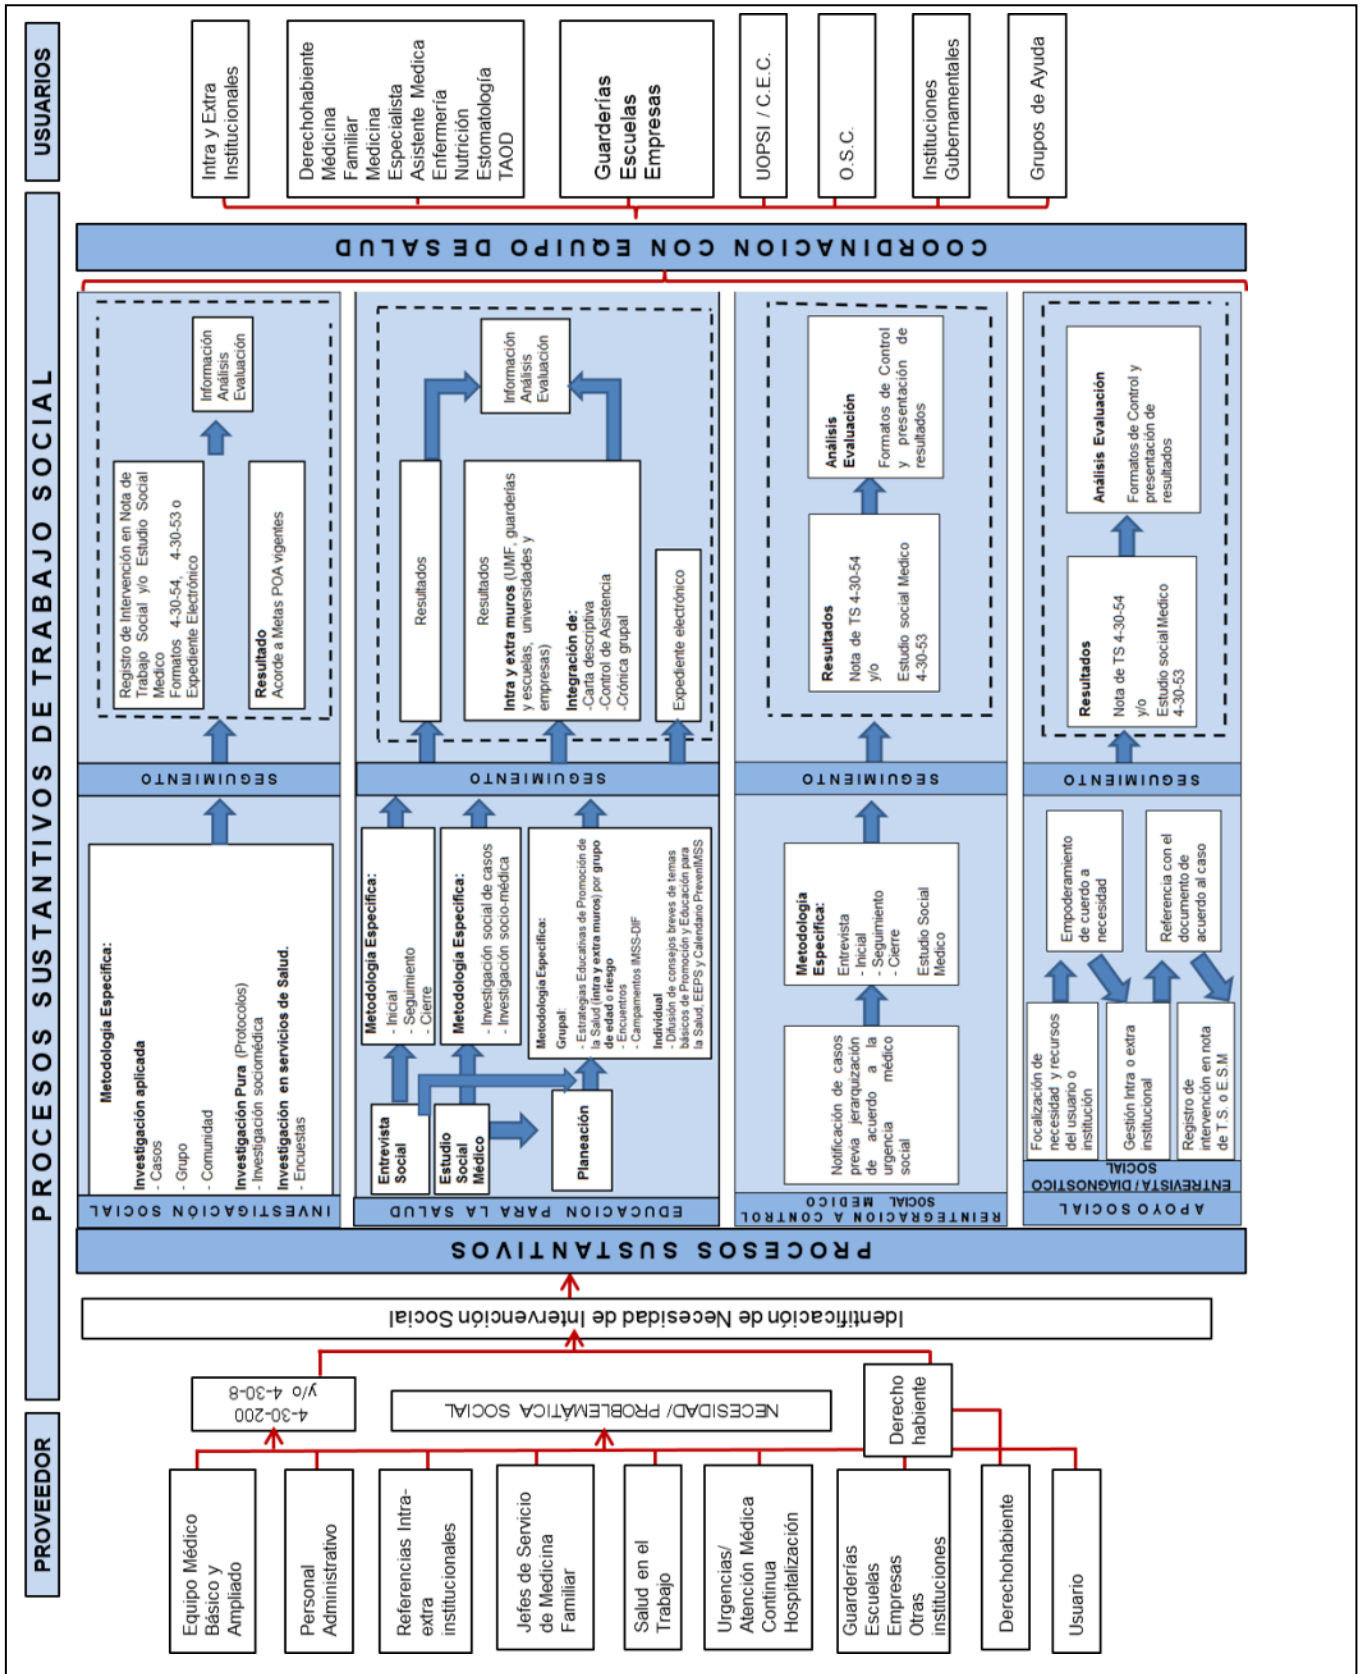 PROVEEDOR
PROCESOS SUSTANTIVOS DE TRABAJO SOCIAL
USUARIOS
Equipo Médico
Básico y
Ampliado
Personal
Administrativo
Referencias Intra-
extra
institucionales
Jefes de Servicio
de Medicina
Familiar
Salud en el
Trabajo
Urgencias/
Atención Médica
Continua
Hospitalización
Guarderías
Escuelas
Empresas
Otras
instituciones
Derechohabiente
Usuario
4-30-200
y/o 4-30-8
NECESIDAD/ PROBLEMÁTICA SOCIAL
Derecho
habiente
Identificación de Necesidad de Intervención Social
PROCESOS SUSTANTIVOS
INVESTIGACIÓN SOCIAL
Metodología Especifica:
Investigación aplicada
- Casos
- Grupo
- Comunidad
Investigación Pura (Protocolos)
- Investigación sociomédica
Investigación en servicios de Salud.
- Encuestas
SEGUIMIENTO
Registro de Intervención en Nota de
Trabajo Social y/o Estudio Social
Medico
Formatos 4-30-54, 4-30-53 o
Expediente Electrónico
Resultado
Acorde a Metas POA vigentes
Información
Análisis
Evaluación
EDUCACION PARA LA SALUD
Entrevista
Social
Estudio
Social
Médico
Planeación
Metodología Especifica:
- Inicial
- Seguimiento
- Cierre
Metodología Especifica:
- Investigación social de casos
- Investigación socio-médica
Metodología Especifica:
Grupal:
- Estrategias Educativas de Promoción de
la Salud (intra y extra muros) por grupo
de edad o riesgo
- Encuentros
- Campamentos IMSS-DIF
Individual
- Difusión de consejos breves de temas
básicos de Promoción y Educación para
la Salud, EEPS y Calendario PrevenIMSS
SEGUIMIENTO
Resultados
Resultados
Intra y extra muros (UMF, guarderías
y escuelas, universidades y
empresas)
Integración de:
-Carta descriptiva
-Control de Asistencia
-Crónica grupal
Expediente electrónico
Información
Análisis
Evaluación
REINTEGRACION A CONTROL
SOCIAL MEDICO
Notificación de casos
previa jerarquización
de acuerdo a la
urgencia médico
social
Metodología
Especifica:
Entrevista
- Inicial
- Seguimiento
- Cierre
Estudio Social
Medico
SEGUIMIENTO
Resultados
Nota de TS 4-30-54
y/o
Estudio social Medico
4-30-53
Análisis
Evaluación
Formatos de Control
y presentación de
resultados
APOYO SOCIAL
ENTREVISTA/ DIAGNOSTICO
SOCIAL
Focalización de
necesidad y recursos
del usuario o
institución
Gestión Intra o extra
institucional
Registro de
intervención en nota
de T.S. o E.S.M
Empoderamiento
de cuerdo a
necesidad
Referencia con el
documento de
acuerdo al caso
SEGUIMIENTO
Resultados
Nota de TS 4-30-54
y/o
Estudio social Medico
4-30-53
Análisis Evaluación
Formatos de Control y
presentación de
resultados
COORDINACION CON EQUIPO DE SALUD
Intra y Extra
Institucionales
Derechohabiente
Médicina
Familiar
Medicina
Especialista
Asistente Medica
Enfermería
Nutrición
Estomatología
TAOD
Guarderías
Escuelas
Empresas
UOPSI / C.E.C.
O.S.C.
Instituciones
Gubernamentales
Grupos de Ayuda